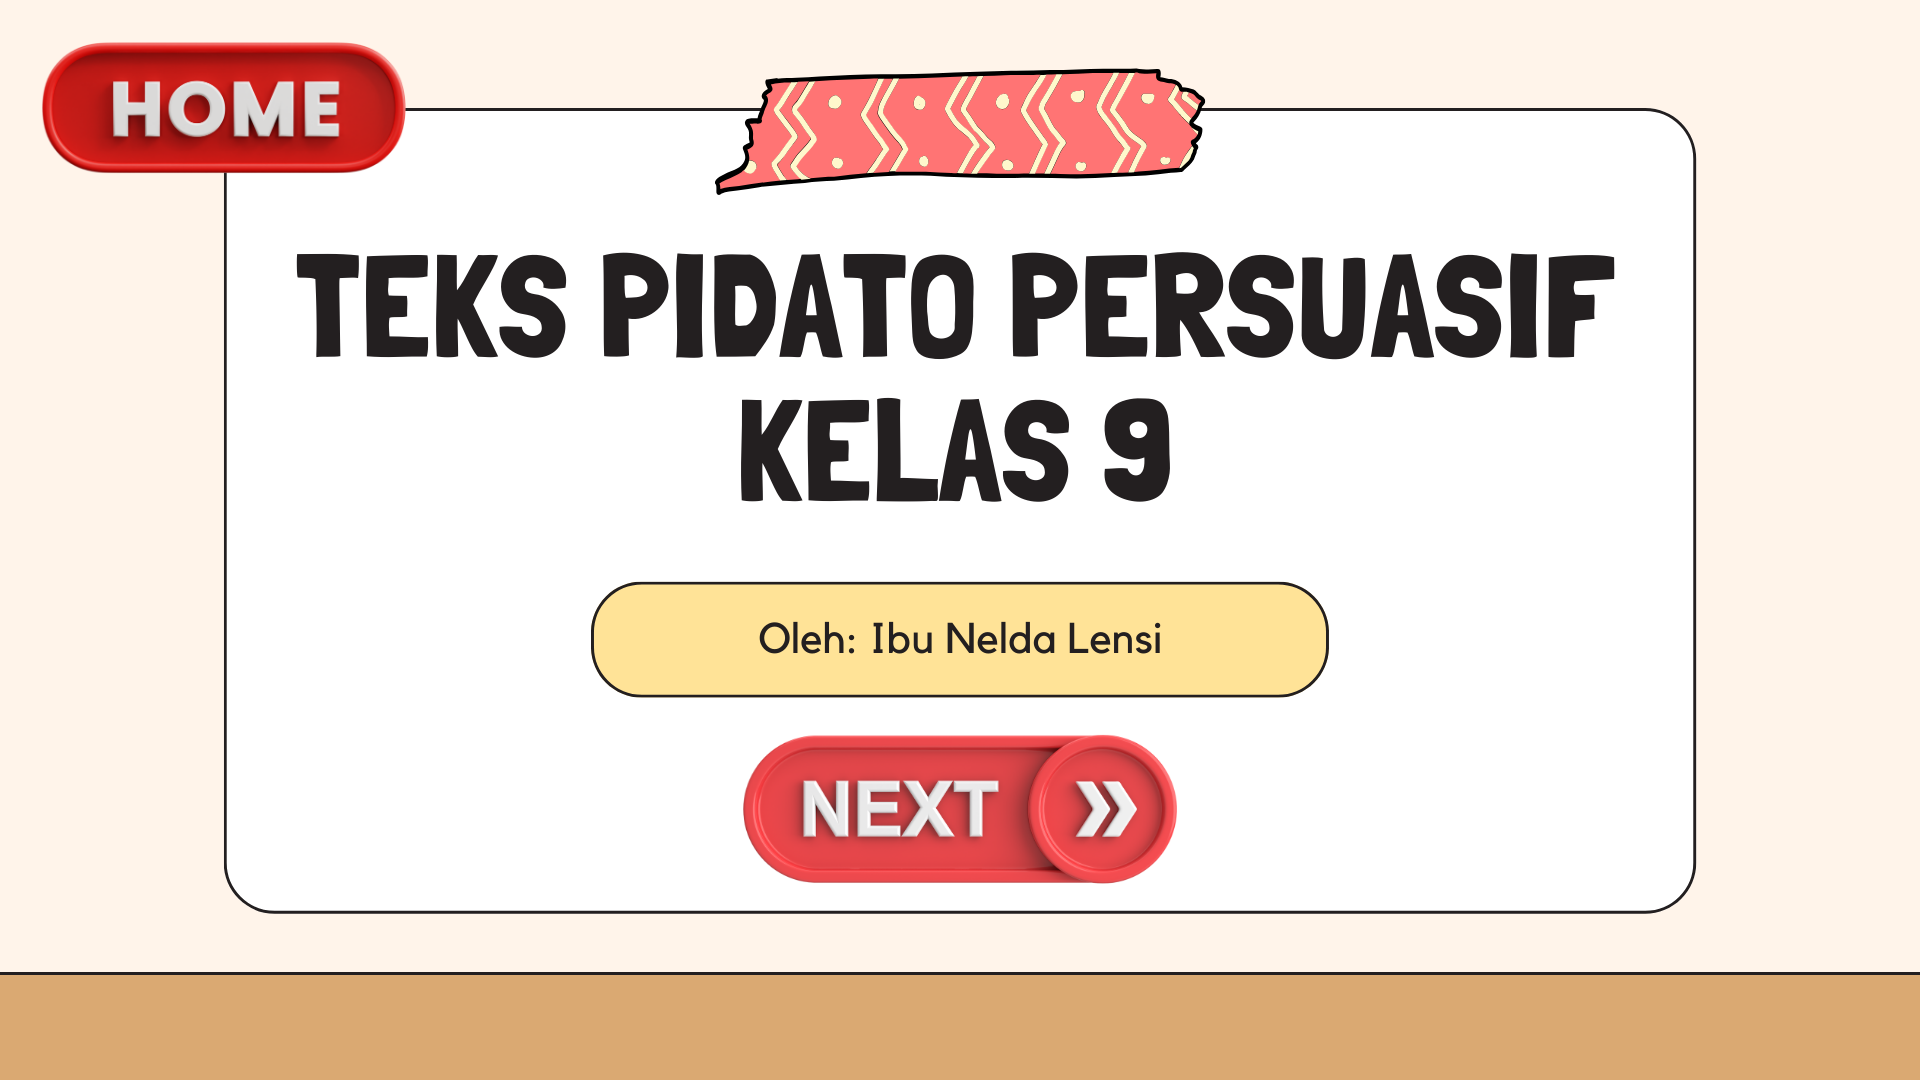 HOME
TEKS PIDATO PERSUASIF
KELAS 9
Oleh: Ibu Nelda Lensi
NEXT